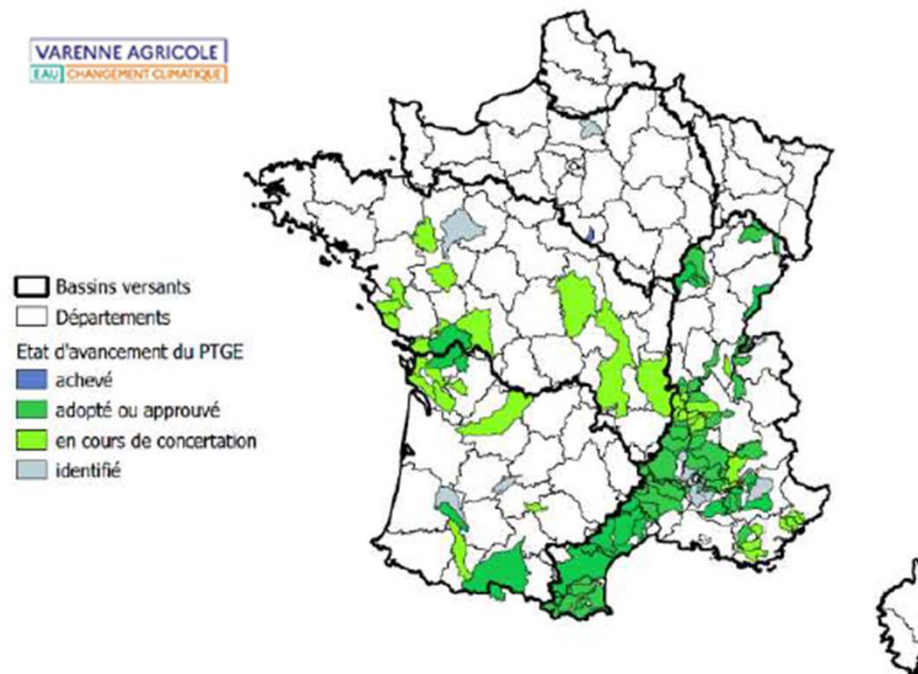 VARENNE AGRICOLE
EAU CHANGEMENT CLIMATIQUE
Bassins versants
Départements
Etat d'avancement du PTGE
achevé
adopté ou approuvé
en cours de concertation
identifié